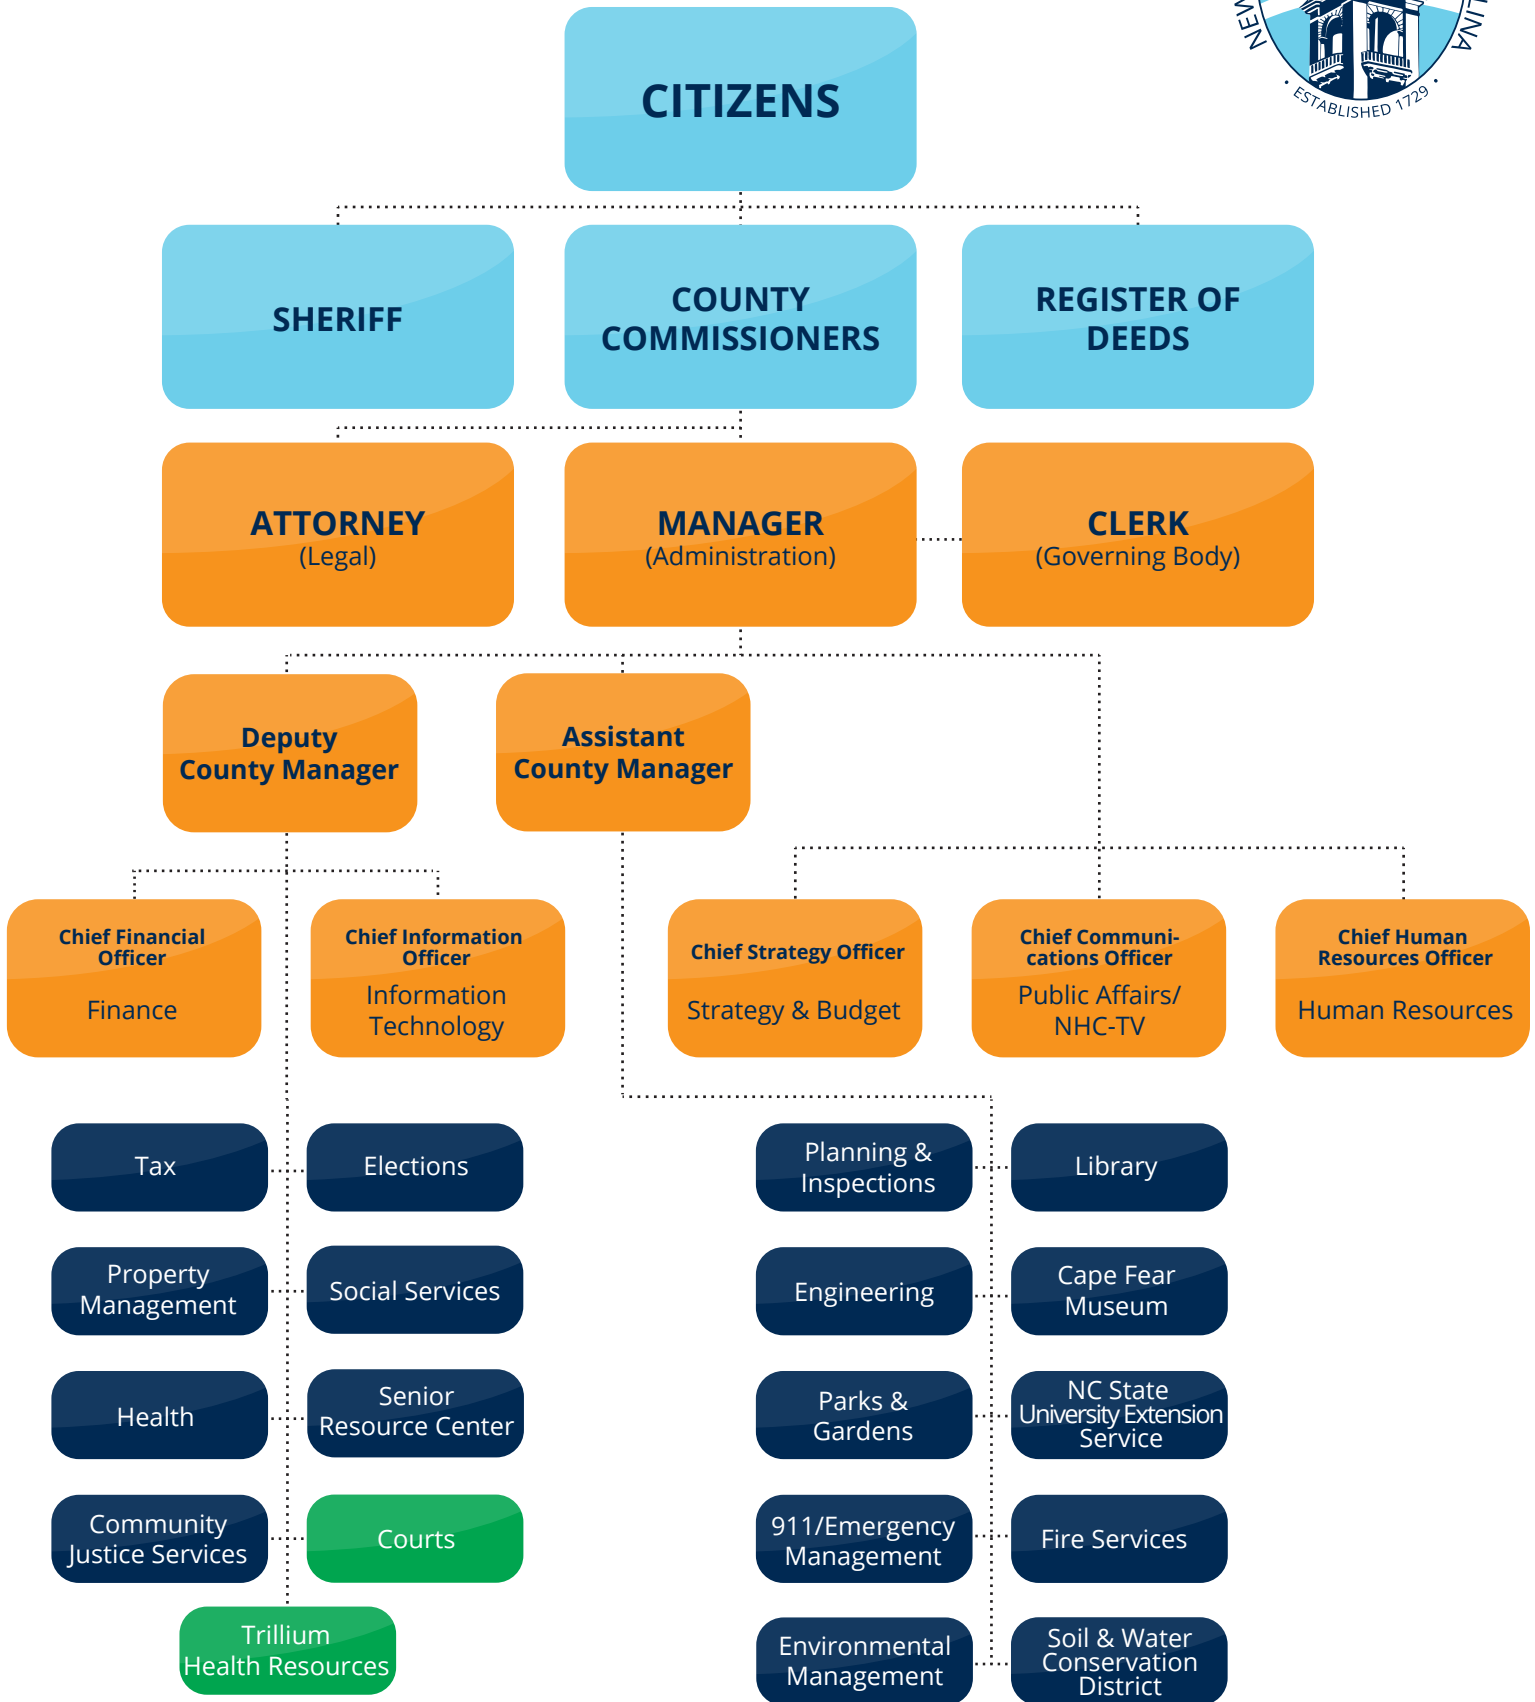 NEW
LINA
• ESTABLISHED 1729 •
CITIZENS
SHERIFF
COUNTY
COMMISSIONERS
REGISTER OF
DEEDS
ATTORNEY
(Legal)
MANAGER
(Administration)
CLERK
(Governing Body)
Deputy
County Manager
Assistant
County Manager
Chief Financial
Officer
Finance
Chief Information
Officer
Information
Technology
Chief Strategy Officer
Strategy & Budget
Chief Communi-
cations Officer
Public Affairs/
NHC-TV
Chief Human
Resources Officer
Human Resources
Tax
Elections
Property
Management
Social Services
Health
Senior
Resource Center
Community
Justice Services
Courts
Trillium
Health Resources
Planning &
Inspections
Library
Engineering
Cape Fear
Museum
Parks &
Gardens
NC State
University Extension
Service
911/Emergency
Management
Fire Services
Environmental
Management
Soil & Water
Conservation
District